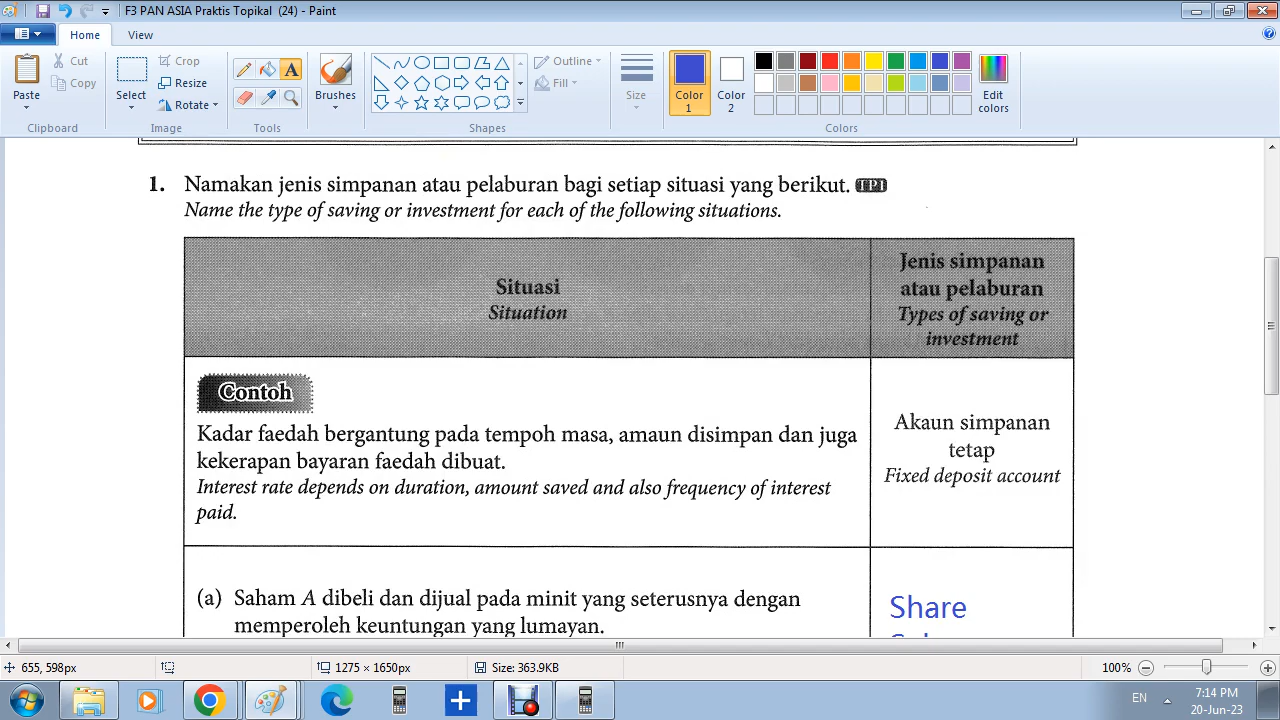 F3 PAN ASIA Praktis Topikal (24) - Paint
Home View
Paste
Cut
Copy
Clipboard
Select
Crop
Resize
Rotate
Image
A
Tools
Brushes
Shapes
Outline
Fill
Size
Color 1
Color 2
Edit colors
Colors
1. Namakan jenis simpanan atau pelaburan bagi setiap situasi yang berikut. TP1
Name the type of saving or investment for each of the following situations.
Situasi
Situation
Jenis simpanan
atau pelaburan
Types of saving or
investment
Contoh
Kadar faedah bergantung pada tempoh masa, amaun disimpan dan juga
kekerapan bayaran faedah dibuat.
Interest rate depends on duration, amount saved and also frequency of interest
paid.
Akaun simpanan
tetap
Fixed deposit account
(a) Saham A dibeli dan dijual pada minit yang seterusnya dengan
memperoleh keuntungan yang lumayan.
Share
655, 598px
1275 × 1650px
Size: 363.9KB
100%
EN
7:14 PM
20-Jun-23